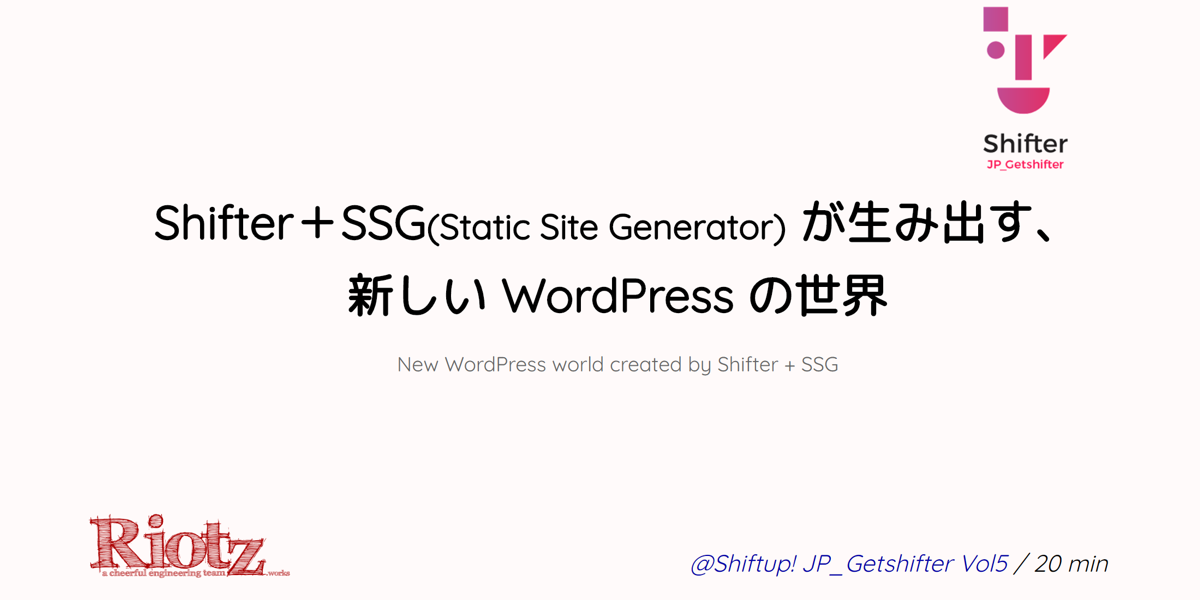 Shifter
JP_Getshifter
Shifter＋SSG(Static Site Generator) が生み出す、
新しい WordPress の世界
New WordPress world created by Shifter + SSG
Riotz
a cheerful engineering team ...works
@Shiftup! JP_Getshifter Vol5 / 20 min